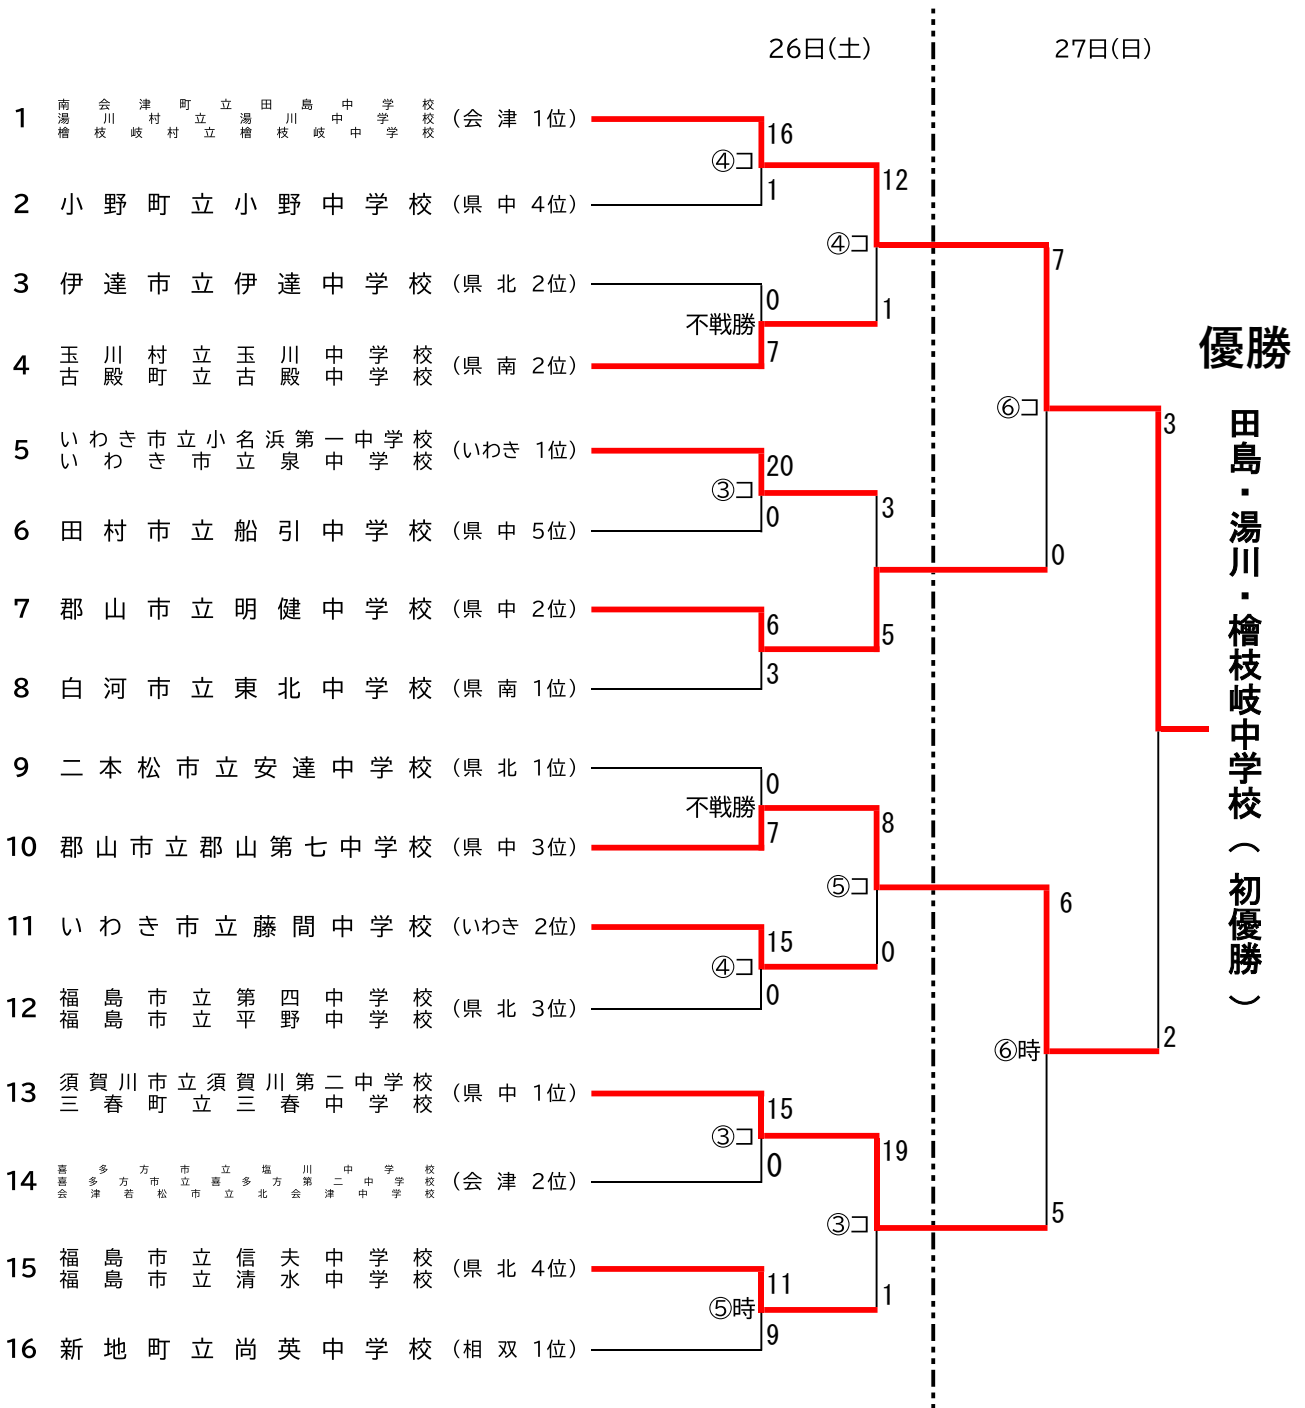 26日(土)
27日(日)
1 南会津町立田島中学校
湯川村立湯川中学校
檜枝岐村立檜枝岐中学校
(会津 1位)
16
④コ
1
12
2 小野町立小野中学校 (県中 4位)
④コ
7
3 伊達市立伊達中学校 (県北 2位)
0
不戦勝
7
1
4 玉川村立玉川中学校
古殿町立古殿中学校
(県南 2位)
⑥コ
3
5 いわき市立小名浜第一中学校
いわき市立泉中学校
(いわき 1位)
20
③コ
0
3
6 田村市立船引中学校 (県中 5位)
0
7 郡山市立明健中学校 (県中 2位)
6
3
5
8 白河市立東北中学校 (県南 1位)
9 二本松市立安達中学校 (県北 1位)
0
不戦勝
7
8
10 郡山市立郡山第七中学校 (県中 3位)
⑤コ
6
11 いわき市立藤間中学校 (いわき 2位)
15
④コ
0
0
12 福島市立第四中学校
福島市立平野中学校
(県北 3位)
⑥時
2
13 須賀川市立須賀川第二中学校
三春町立三春中学校
(県中 1位)
15
③コ
0
19
14 喜多方市立塩川中学校
喜多方市立喜多方第二中学校
会津若松市立北会津中学校
(会津 2位)
③コ
5
15 福島市立信夫中学校
福島市立清水中学校
(県北 4位)
11
⑤時
9
1
16 新地町立尚英中学校 (相双 1位)
優勝
田島・湯川・檜枝岐中学校(初優勝)